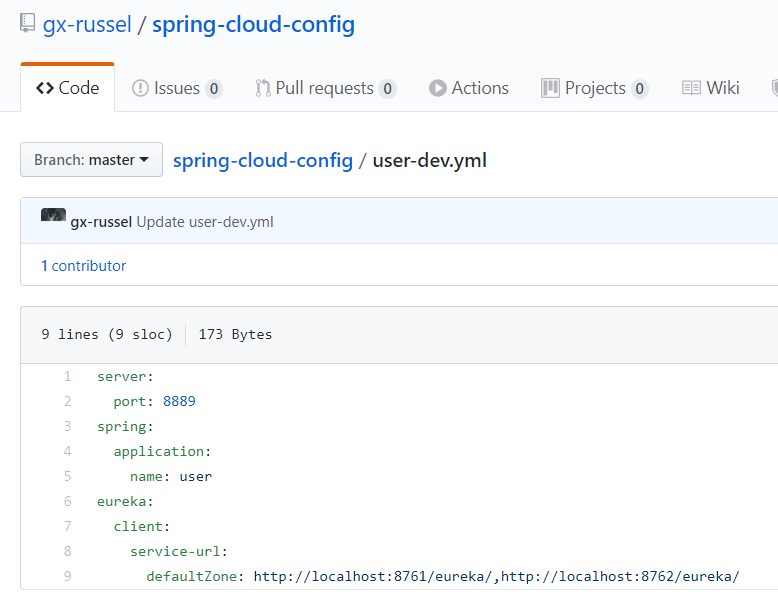 gx-russel / spring-cloud-config
Code Issues 0 Pull requests 0 Actions Projects 0 Wiki
Branch: master spring-cloud-config / user-dev.yml
gx-russel Update user-dev.yml
1 contributor
9 lines (9 sloc) 173 Bytes
1 server:
2 port: 8889
3 spring:
4 application:
5 name: user
6 eureka:
7 client:
8 service-url:
9 defaultZone: http://localhost:8761/eureka/,http://localhost:8762/eureka/